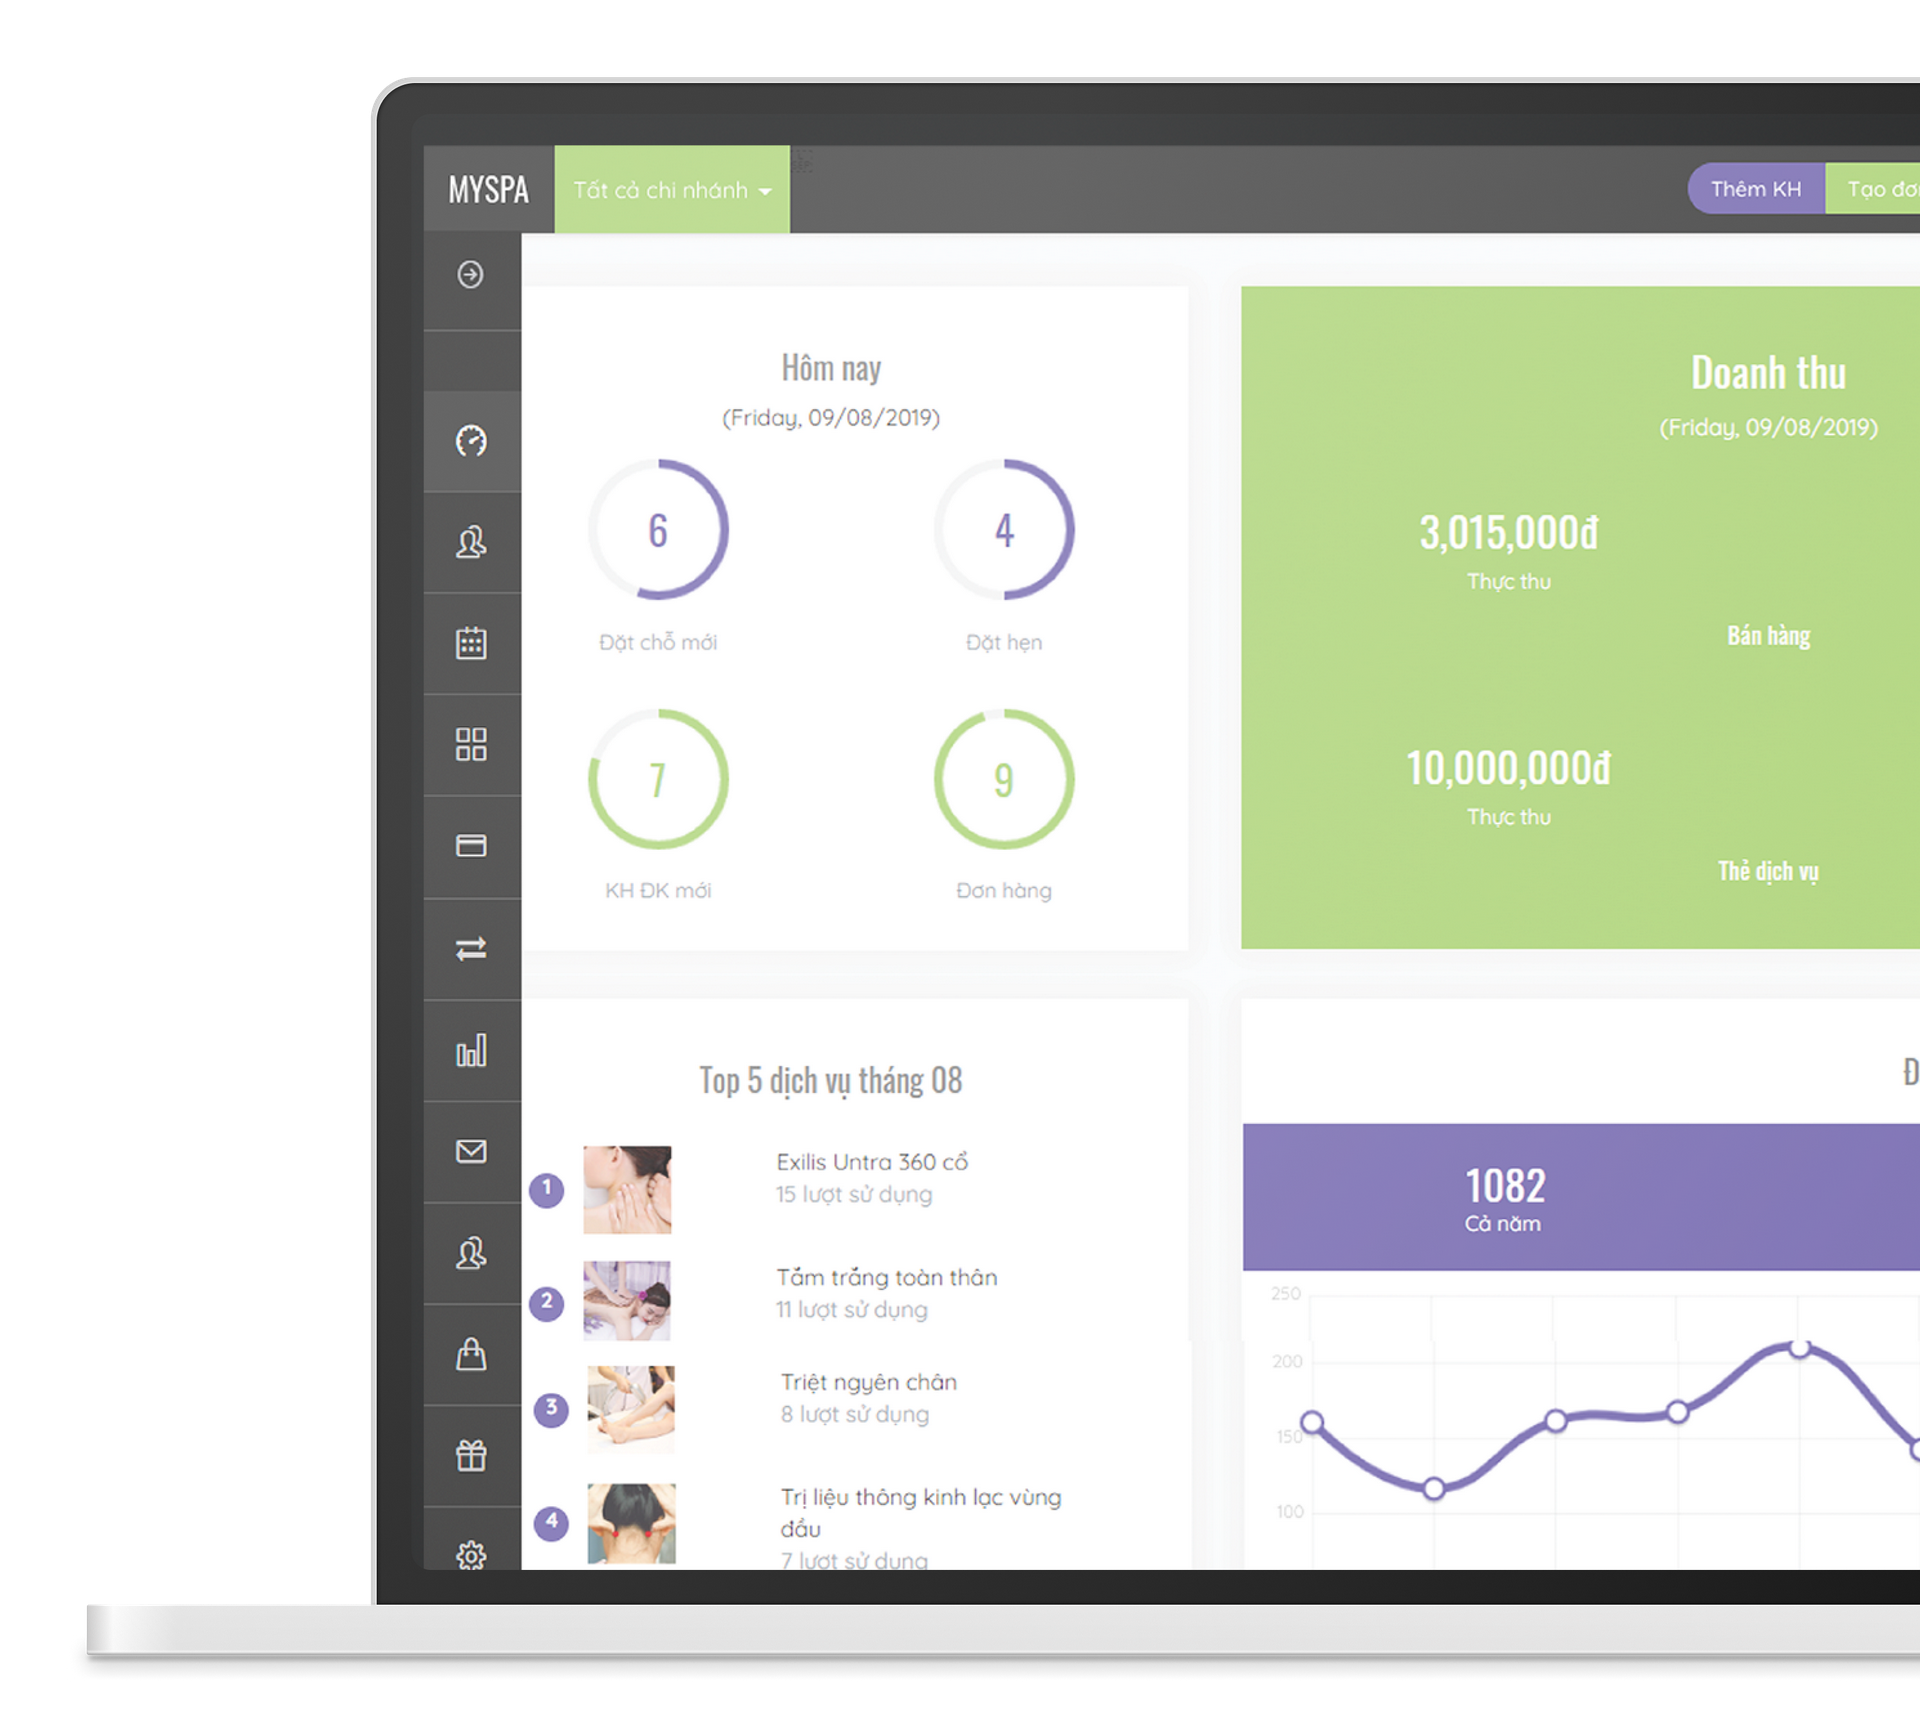 MYSPA
Tất cả chi nhánh
Thêm KH
Tạo đơ
Hôm nay
(Friday, 09/08/2019)
6
4
Đặt chỗ mới
Đặt hẹn
7
9
KH ĐK mới
Đơn hàng
Doanh thu
(Friday, 09/08/2019)
3,015,000đ
Thực thu
Bán hàng
10,000,000đ
Thực thu
Thẻ dịch vụ
Top 5 dịch vụ tháng 08
1
Exilis Untra 360 cổ
15 lượt sử dụng
2
Tắm trắng toàn thân
11 lượt sử dụng
3
Triệt nguyên chân
8 lượt sử dụng
4
Trị liệu thông kinh lạc vùng
đầu
7 lượt sử dụng
Đ
1082
Cả năm
250
200
150
100